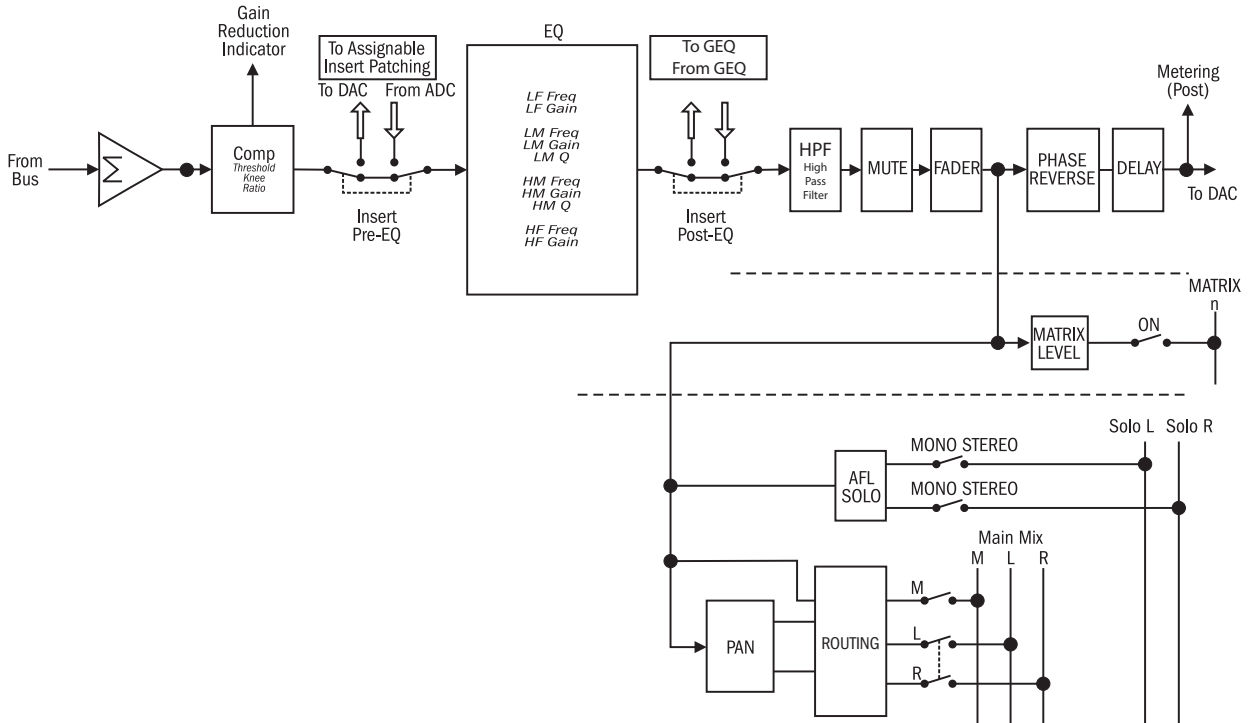 Gain
Reduction
Indicator
To Assignable
Insert Patching
To DAC
From ADC
EQ
To GEQ
From GEQ
Metering
(Post)
From
Bus
Σ
Comp
Threshold
Knee
Ratio
Insert
Pre-EQ
LF Freq
LF Gain
LM Freq
LM Gain
LM Q
HM Freq
HM Gain
HM Q
HF Freq
HF Gain
Insert
Post-EQ
HPF
High
Pass
Filter
MUTE
FADER
PHASE
REVERSE
DELAY
To DAC
MATRIX
n
MATRIX
LEVEL
ON
Solo L
Solo R
AFL
SOLO
MONO STEREO
MONO STEREO
Main Mix
M
L
R
PAN
ROUTING
M
L
R